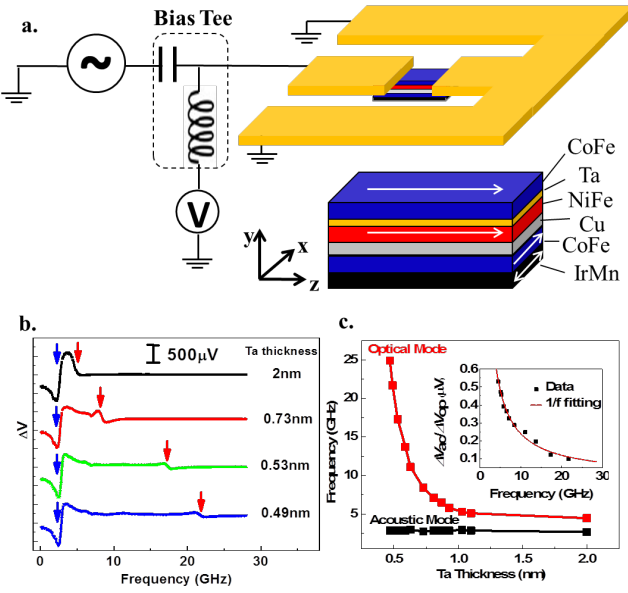 a.
Bias Tee
~
V
CoFe
Ta
NiFe
Cu
CoFe
IrMn
y
x
z
b.
500μV
Ta thickness
2nm
0.73nm
0.53nm
0.49nm
ΔV
0 10 20 30
Frequency (GHz)
c.
Optical Mode
Acoustic Mode
Frequency (GHz)
25
20
15
10
5
0.5 1.0 1.5 2.0
Ta Thickness (nm)
0.6
0.5
0.4
0.3
0.2
0.1
0 10 20 30
Frequency (GHz)
Data
1/f fitting